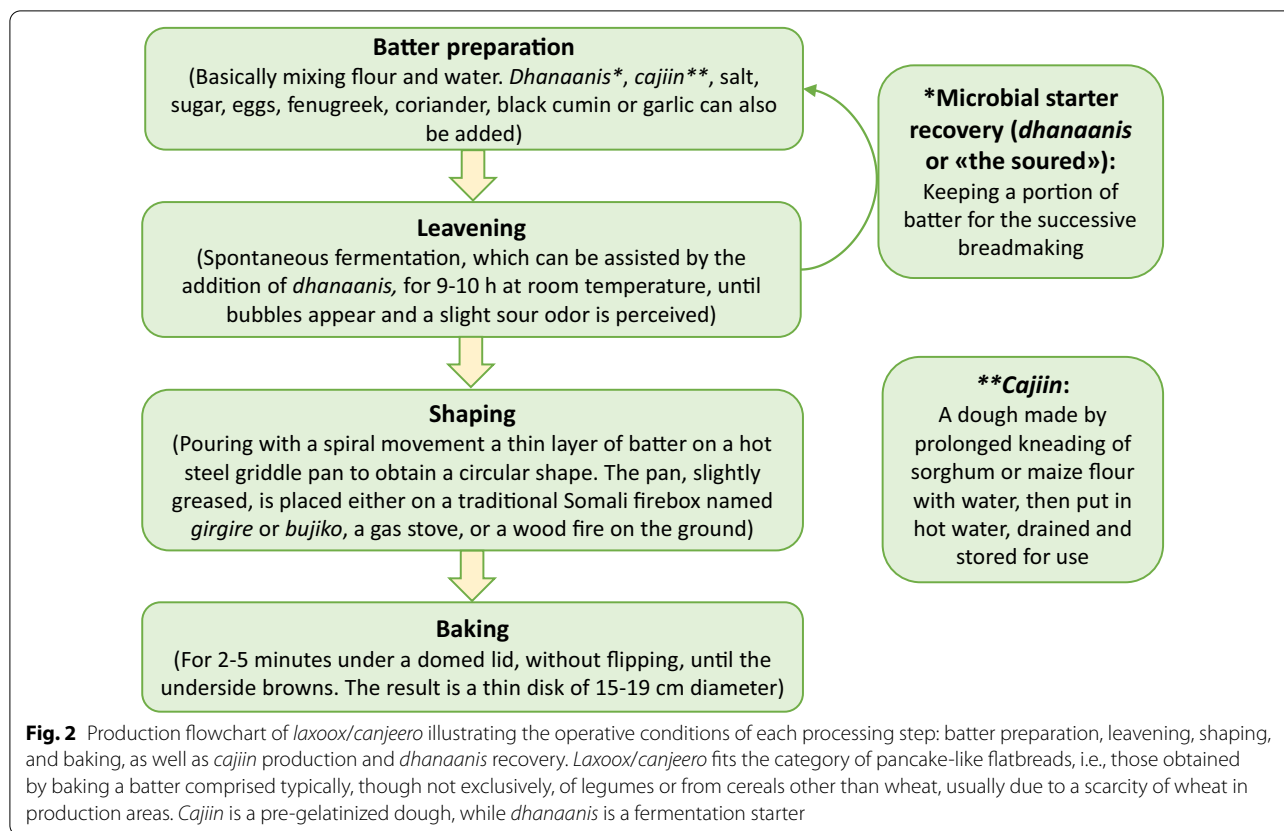 Batter preparation
(Basically mixing flour and water. Dhanaanis*, cajiin**, salt,
sugar, eggs, fenugreek, coriander, black cumin or garlic can also
be added)
*Microbial starter
recovery (dhanaanis
or «the soured»):
Keeping a portion of
batter for the successive
breadmaking
Leavening
(Spontaneous fermentation, which can be assisted by the
addition of dhanaanis, for 9-10 h at room temperature, until
bubbles appear and a slight sour odor is perceived)
Shaping
(Pouring with a spiral movement a thin layer of batter on a hot
steel griddle pan to obtain a circular shape. The pan, slightly
greased, is placed either on a traditional Somali firebox named
girgire or bujiko, a gas stove, or a wood fire on the ground)
**Cajiin:
A dough made by
prolonged kneading of
sorghum or maize flour
with water, then put in
hot water, drained and
stored for use
Baking
(For 2-5 minutes under a domed lid, without flipping, until the
underside browns. The result is a thin disk of 15-19 cm diameter)
Fig. 2 Production flowchart of laxoox/canjeero illustrating the operative conditions of each processing step: batter preparation, leavening, shaping,
and baking, as well as cajiin production and dhanaanis recovery. Laxoox/canjeero fits the category of pancake-like flatbreads, i.e., those obtained
by baking a batter comprised typically, though not exclusively, of legumes or from cereals other than wheat, usually due to a scarcity of wheat in
production areas. Cajiin is a pre-gelatinized dough, while dhanaanis is a fermentation starter